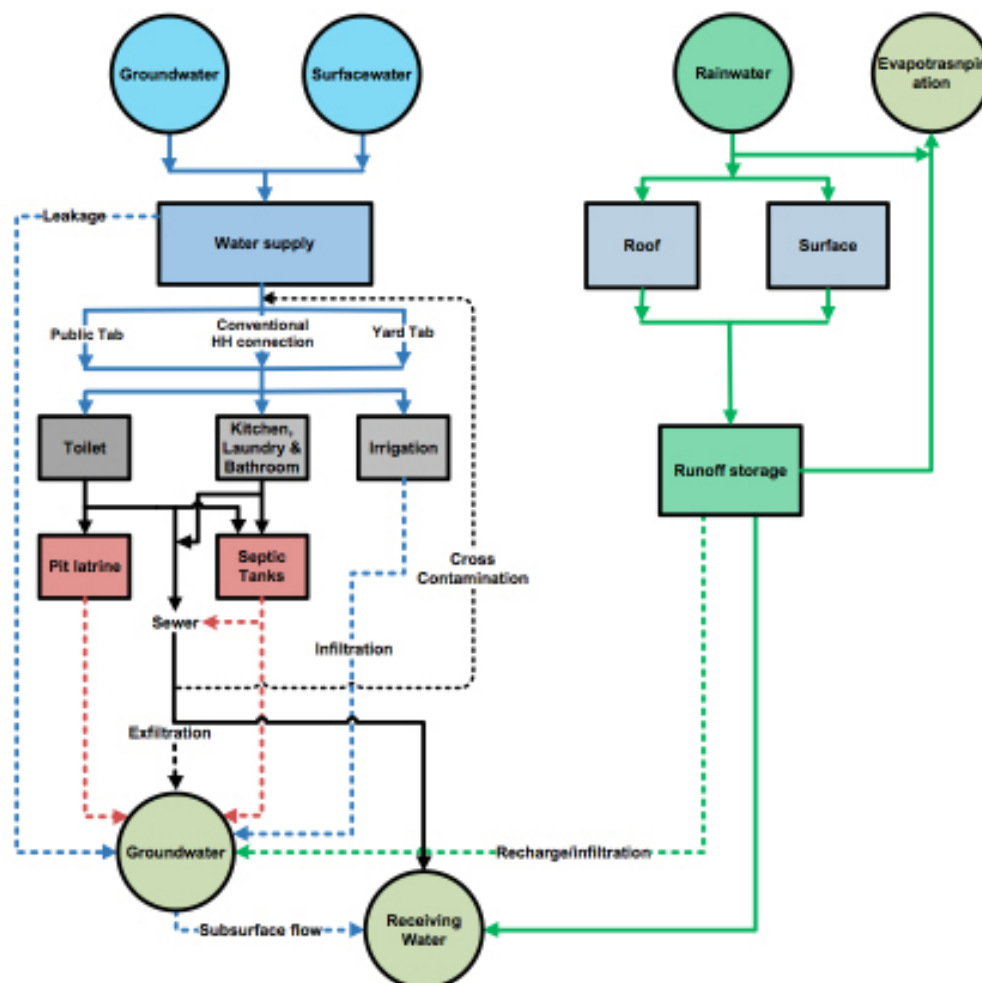 Groundwater
Surfacewater
Rainwater
Evapotrasnpir
ation
Leakage
Water supply
Roof
Surface
Public Tab
Conventional
HH connection
Yard Tab
Toilet
Kitchen,
Laundry &
Bathroom
Irrigation
Runoff storage
Pit latrine
Septic
Tanks
Cross
Contamination
Sewer
Infiltration
Exfiltration
Groundwater
Recharge/infiltration
Subsurface flow
Receiving
Water